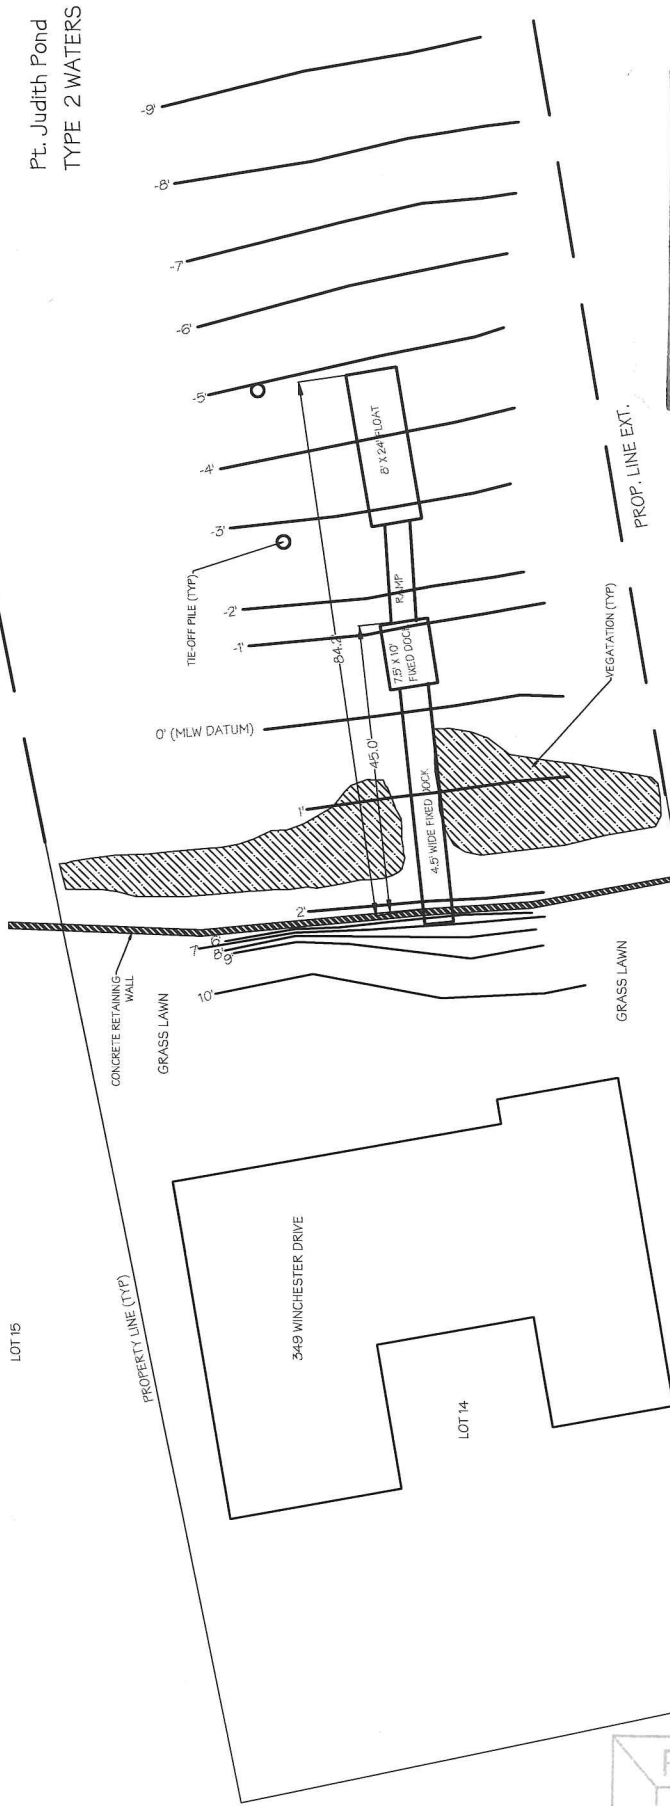 Pt. Judith Pond
TYPE 2 WATERS
-9'
-8'
-7'
-6'
-5'
-4'
-3'
-2'
-1'
0' (MLW DATUM)
1'
2'
6'
7'
8'
9'
10'
TIE-OFF PILE (TYP)
84.2'
45.0'
8' X 24' FLOAT
RAMP
7.5' X 10'
FIXED DOCK
4.5' WIDE FIXED DOCK
PROP. LINE EXT.
VEGATATION (TYP)
CONCRETE RETAINING
WALL
GRASS LAWN
GRASS LAWN
349 WINCHESTER DRIVE
LOT 14
LOT 15
PROPERTY LINE (TYP)